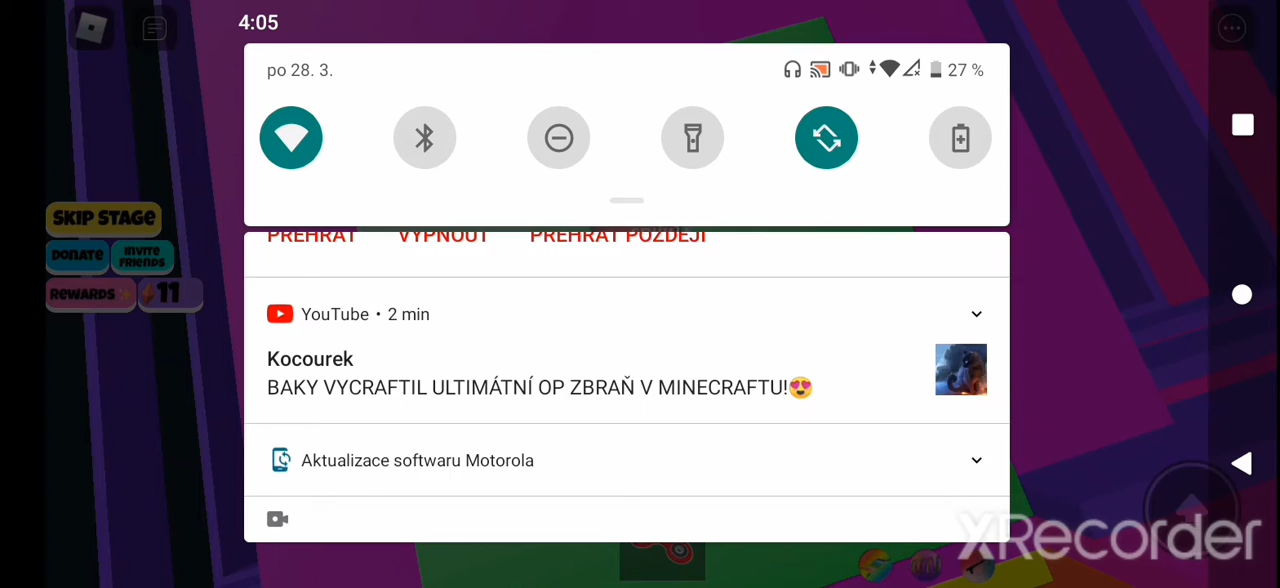 4:05
po 28. 3.
27 %
SKIP STAGE
DONATE
INVITE
FRIENDS
REWARDS
11
PŘEHRÁT VYPNOUT PŘEHRÁT POZDĚJI
YouTube • 2 min
Kocourek
BAKY VYCRAFTIL ULTIMÁTNÍ OP ZBRAŇ V MINECRAFTU!😍
Aktualizace softwaru Motorola
XRecorder